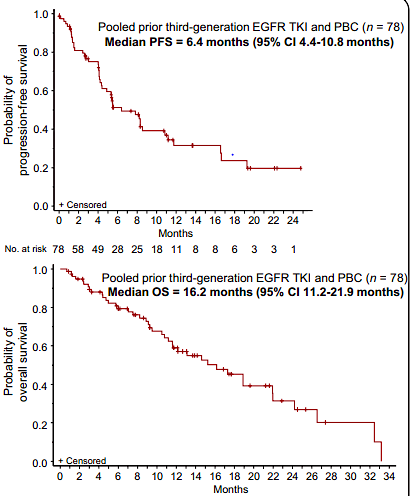 Pooled prior third-generation EGFR TKI and PBC (n = 78)
Median PFS = 6.4 months (95% CI 4.4-10.8 months)
Probability of
progression-free survival
1.0
0.8
0.6
0.4
0.2
0.0
+ Censored
0 2 4 6 8 10 12 14 16 18 20 22 24
Months
No. at risk 78 58 49 28 25 18 11 8 8 6 3 3 1
Pooled prior third-generation EGFR TKI and PBC (n = 78)
Median OS = 16.2 months (95% CI 11.2-21.9 months)
Probability of
overall survival
1.0
0.8
0.6
0.4
0.2
0.0
+ Censored
0 2 4 6 8 10 12 14 16 18 20 22 24 26 28 30 32 34
Months